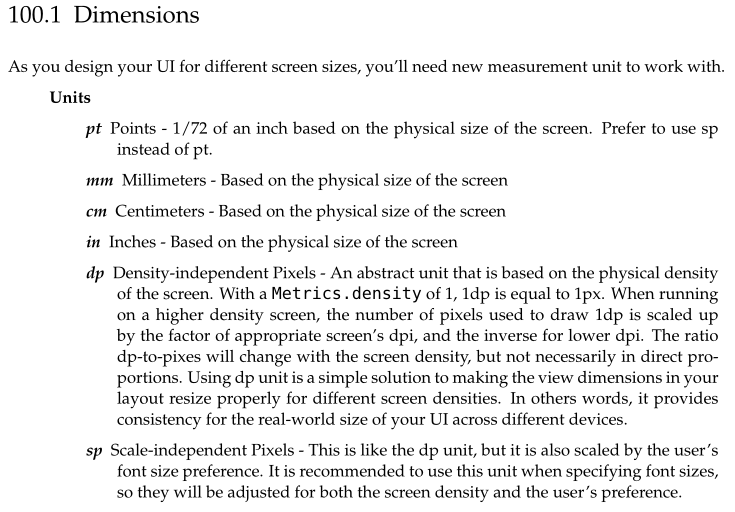 100.1 Dimensions
As you design your UI for different screen sizes, you'll need new measurement unit to work with.
Units
pt Points - 1/72 of an inch based on the physical size of the screen. Prefer to use sp
instead of pt.
mm Millimeters - Based on the physical size of the screen
cm Centimeters - Based on the physical size of the screen
in Inches - Based on the physical size of the screen
dp Density-independent Pixels - An abstract unit that is based on the physical density
of the screen. With a Metrics.density of 1, 1dp is equal to 1px. When running
on a higher density screen, the number of pixels used to draw 1dp is scaled up
by the factor of appropriate screen's dpi, and the inverse for lower dpi. The ratio
dp-to-pixes will change with the screen density, but not necessarily in direct pro-
portions. Using dp unit is a simple solution to making the view dimensions in your
layout resize properly for different screen densities. In others words, it provides
consistency for the real-world size of your UI across different devices.
sp Scale-independent Pixels - This is like the dp unit, but it is also scaled by the user's
font size preference. It is recommended to use this unit when specifying font sizes,
so they will be adjusted for both the screen density and the user's preference.